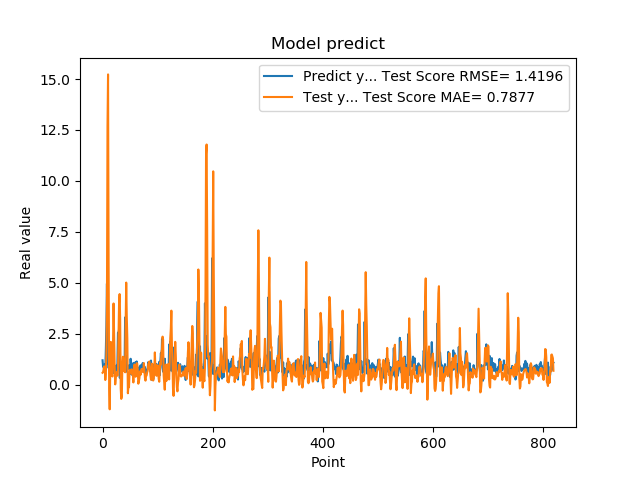 Model predict
Predict y... Test Score RMSE= 1.4196
Test y... Test Score MAE= 0.7877
15.0
12.5
10.0
7.5
5.0
2.5
0.0
Real value
0 200 400 600 800
Point